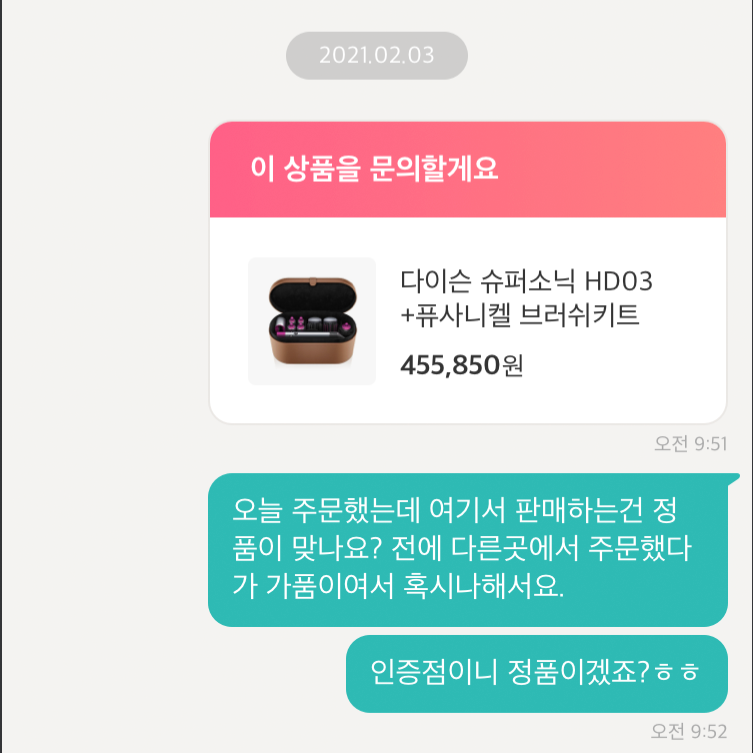 2021.02.03
이 상품을 문의할게요
다이슨 슈퍼소닉 HD03
+퓨사니켈 브러쉬키트
455,850원
오전 9:51
오늘 주문했는데 여기서 판매하는건 정
품이 맞나요? 전에 다른곳에서 주문했다
가 가품이여서 혹시나해서요.
인증점이니 정품이겠죠?ㅎㅎ
오전 9:52